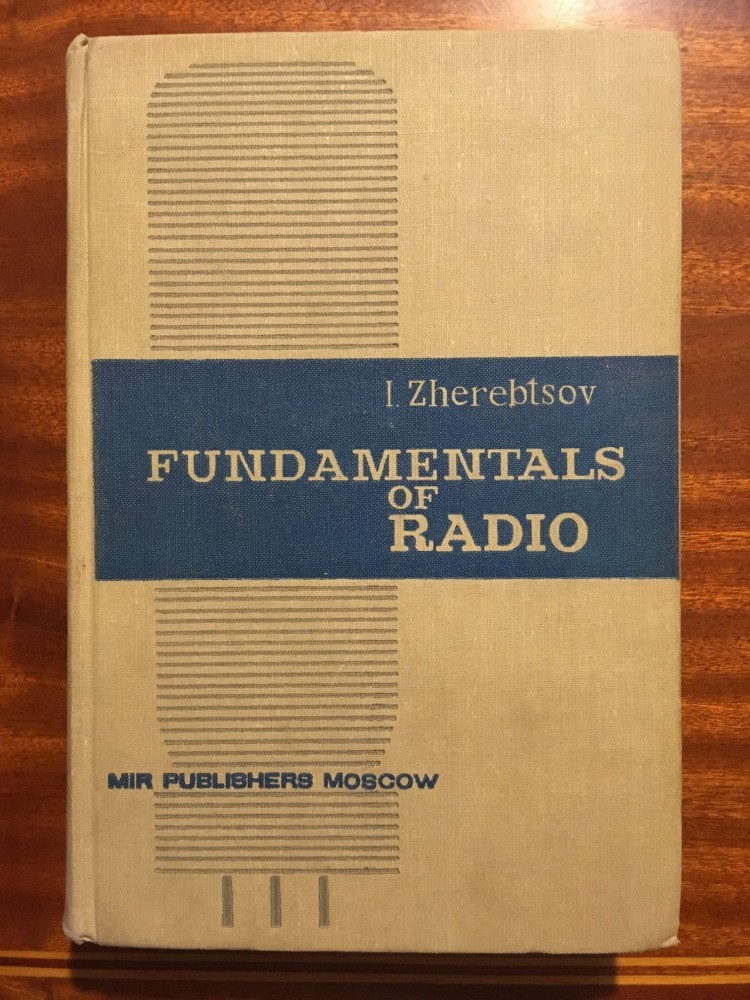 I. Zherebtsov
FUNDAMENTALS
OF
RADIO
MIR PUBLISHERS MOSCOW